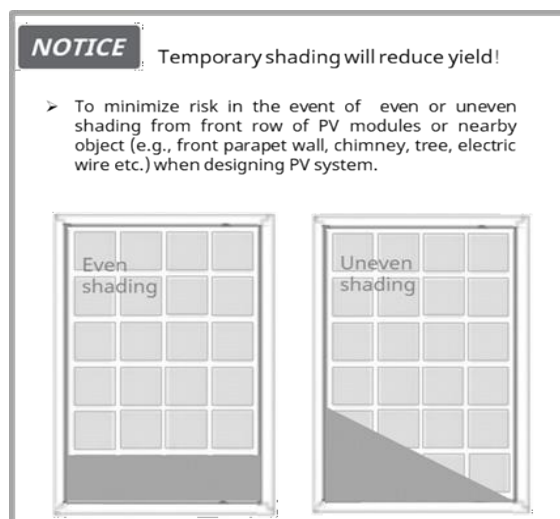 NOTICE
Temporary shading will reduce yield!
➢ To minimize risk in the event of even or uneven
shading from front row of PV modules or nearby
object (e.g., front parapet wall, chimney, tree, electric
wire etc.) when designing PV system.
Even
shading
Uneven
shading